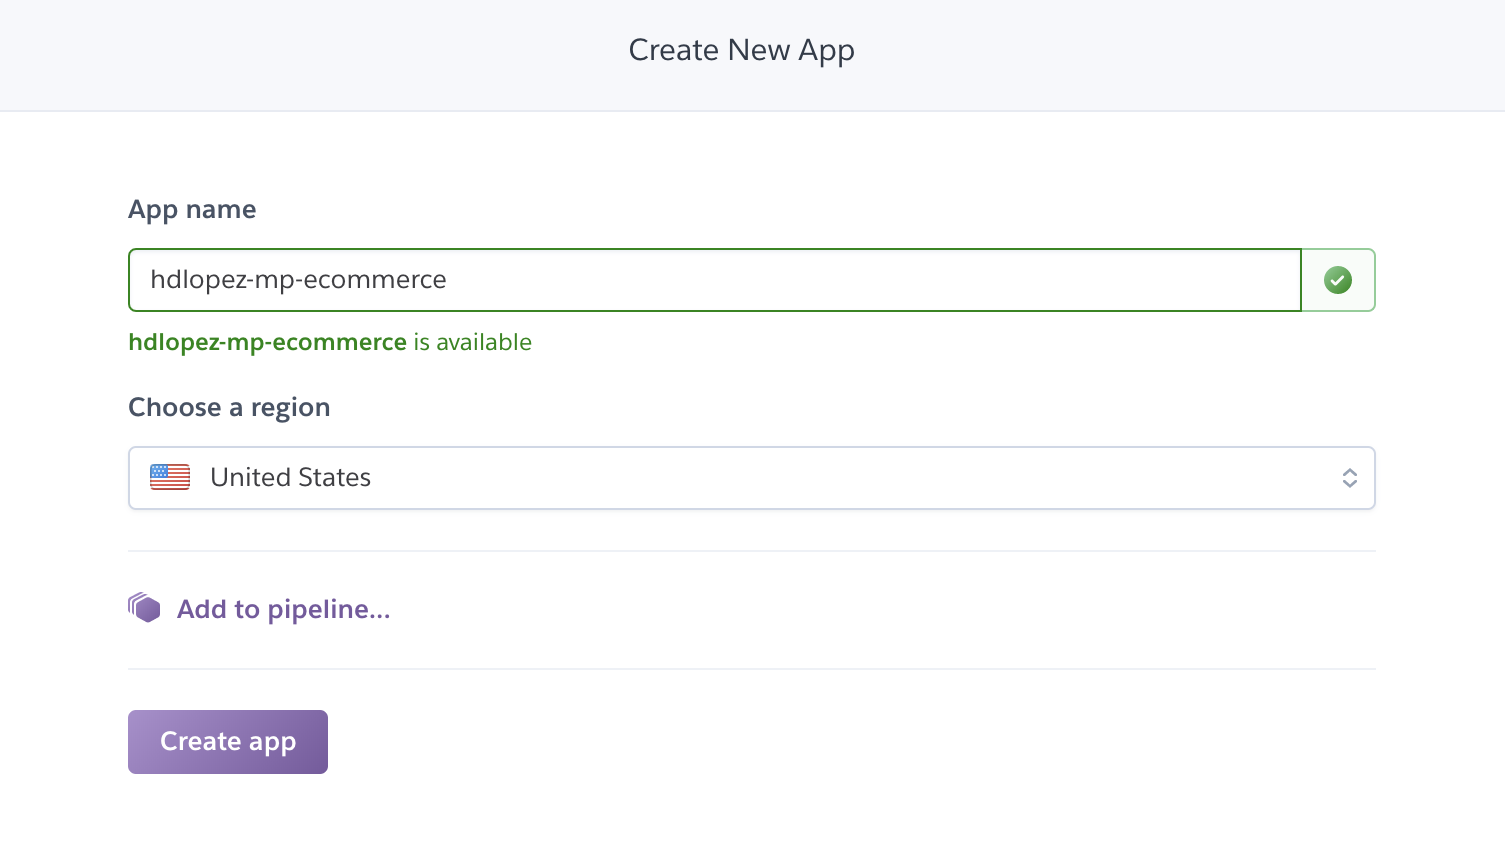 Create New App
App name
hdlopez-mp-ecommerce
hdlopez-mp-ecommerce is available
Choose a region
United States
Add to pipeline...
Create app